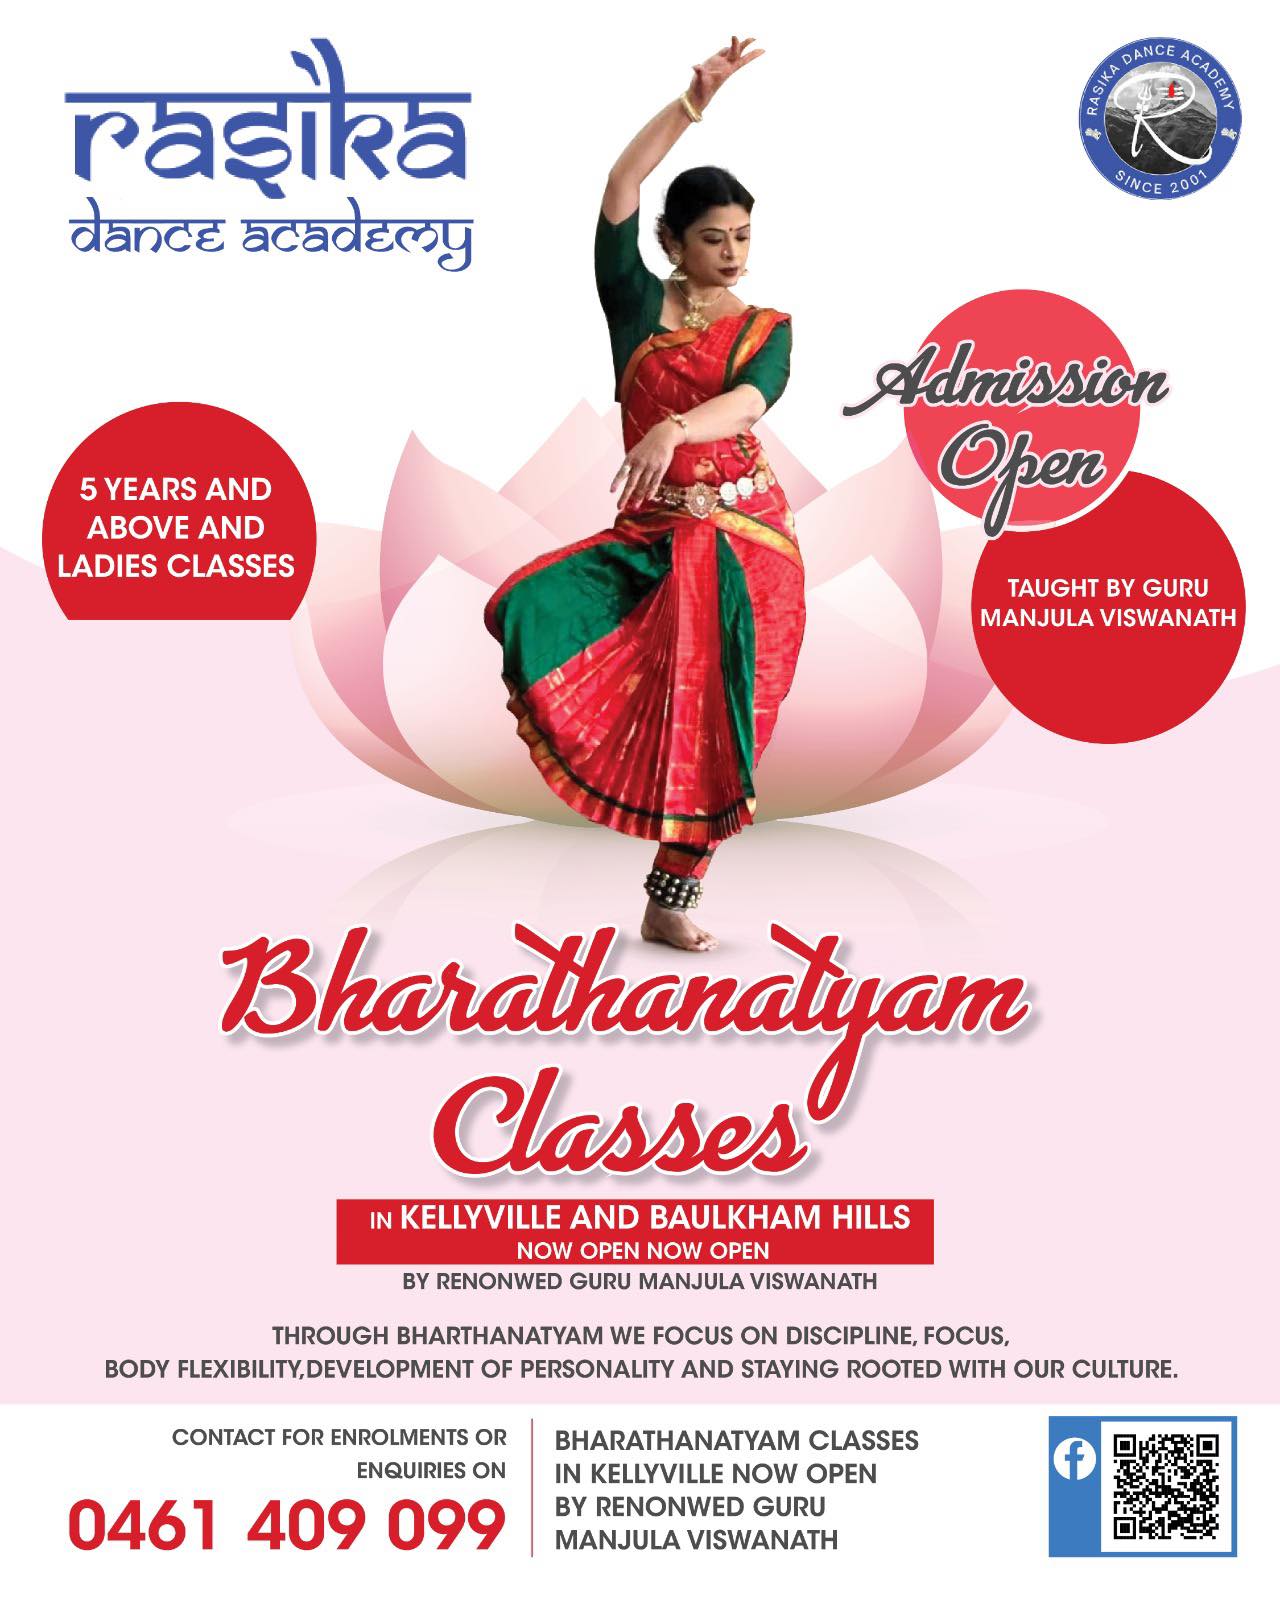 rasika
dance academy
RASIKA DANCE ACADEMY
R
SINCE 2001
Admission
Open
5 YEARS AND
ABOVE AND
LADIES CLASSES
TAUGHT BY GURU
MANJULA VISWANATH
Bharathanatyam
Classes
IN KELLYVILLE AND BAULKHAM HILLS
NOW OPEN NOW OPEN
BY RENONWED GURU MANJULA VISWANATH
THROUGH BHARTHANATYAM WE FOCUS ON DISCIPLINE, FOCUS,
BODY FLEXIBILITY,DEVELOPMENT OF PERSONALITY AND STAYING ROOTED WITH OUR CULTURE.
CONTACT FOR ENROLMENTS OR
ENQUIRIES ON
0461 409 099
BHARATHANATYAM CLASSES
IN KELLYVILLE NOW OPEN
BY RENONWED GURU
MANJULA VISWANATH